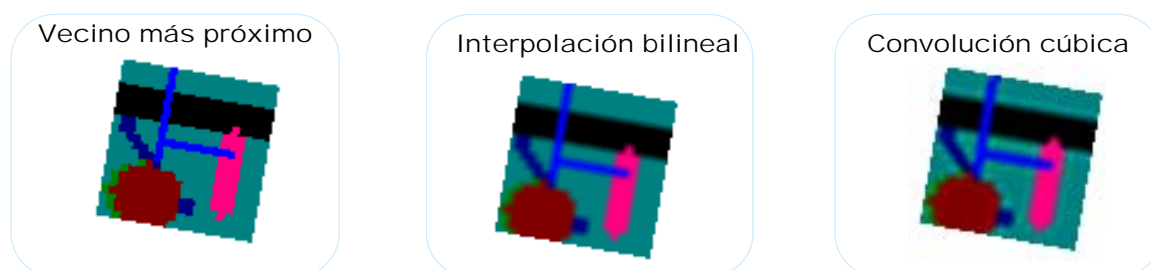 Vecino más próximo
Interpolación bilineal
Convolución cúbica